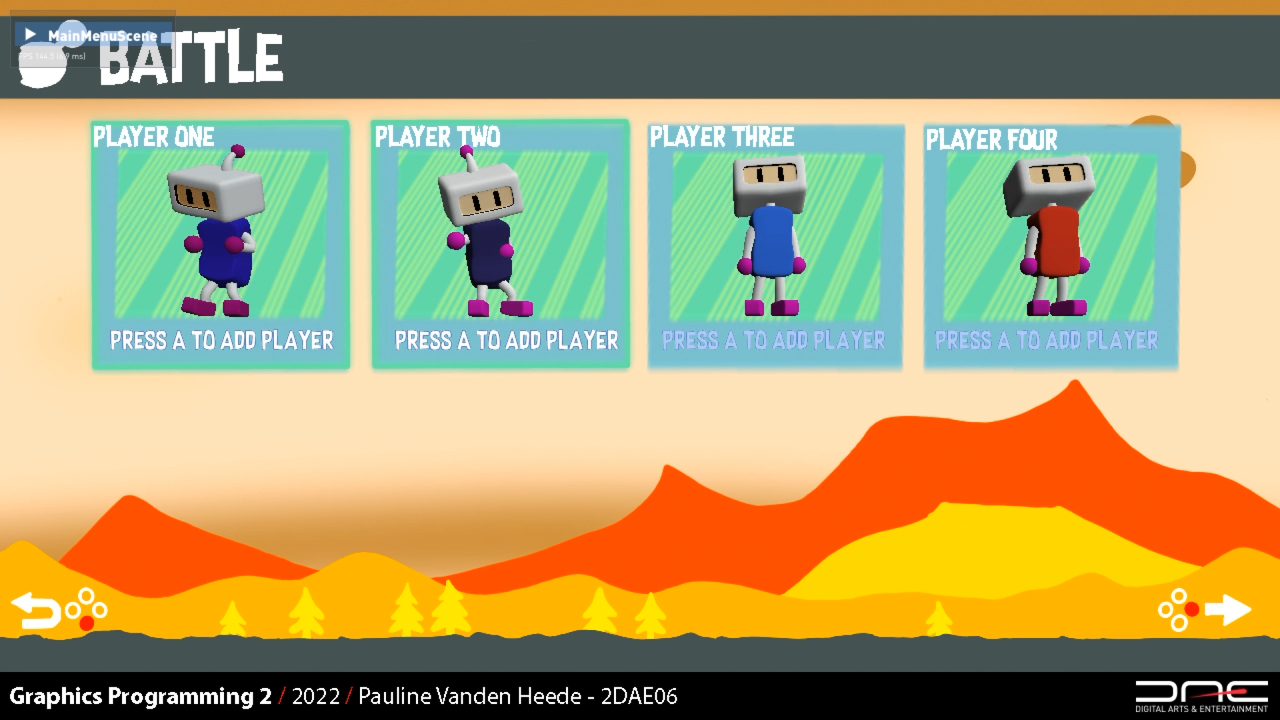 MainMenuScene
BATTLE
PLAYER ONE
PLAYER TWO
PLAYER THREE
PLAYER FOUR
PRESS A TO ADD PLAYER
PRESS A TO ADD PLAYER
PRESS A TO ADD PLAYER
PRESS A TO ADD PLAYER
Graphics Programming 2 / 2022 / Pauline Vanden Heede - 2DAE06
DAE
DIGITAL ARTS & ENTERTAINMENT